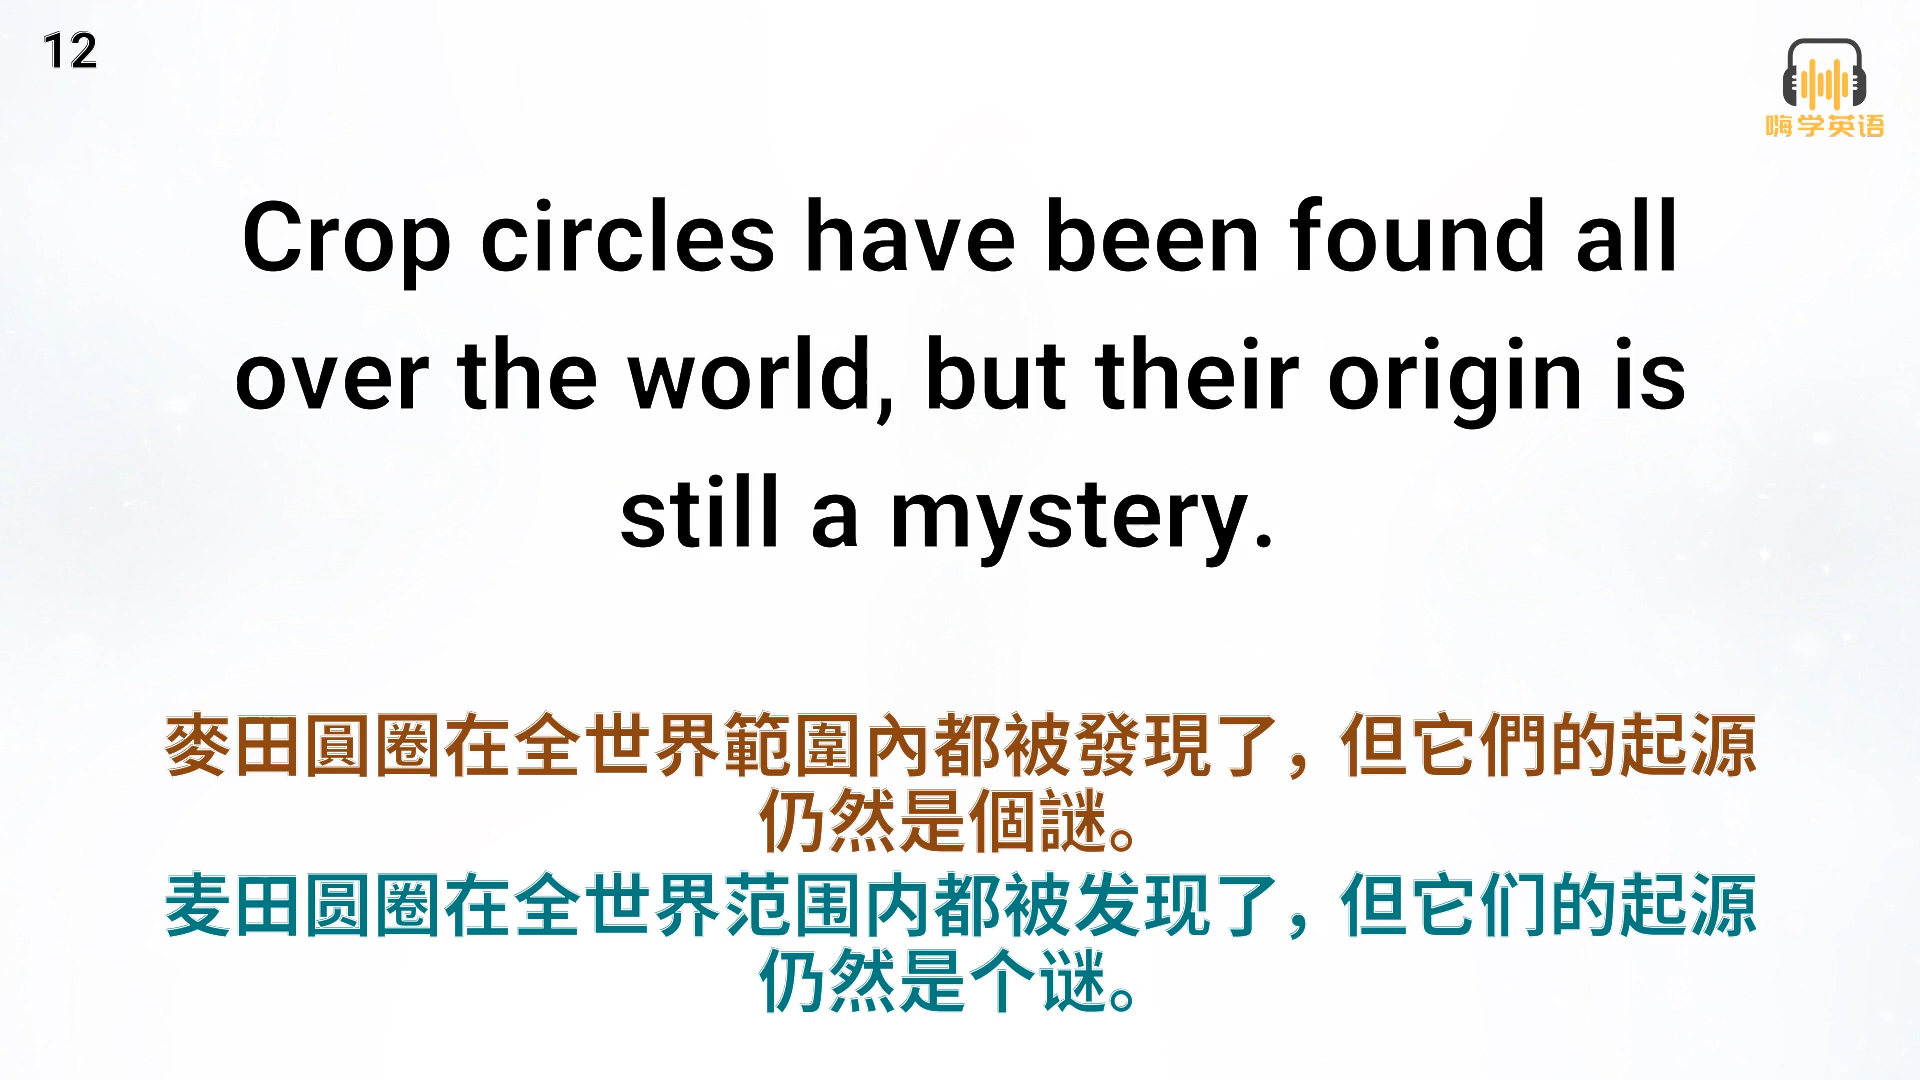 12
嗨学英语
Crop circles have been found all
over the world, but their origin is
still a mystery.
麥田圓圈在全世界範圍內都被發現了，但它們的起源
仍然是個謎。
麦田圆圈在全世界范围内都被发现了，但它们的起源
仍然是个谜。